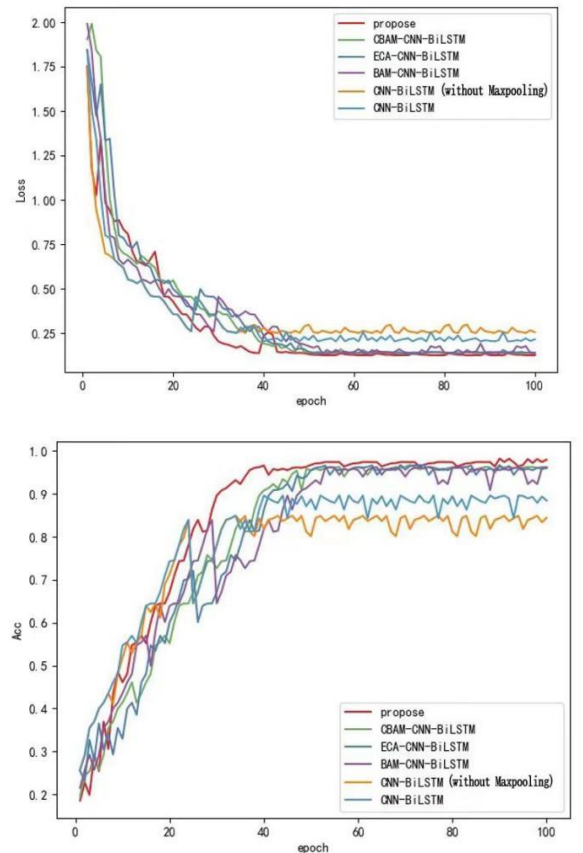 2.00
1.75
1.50
1.25
1.00
0.75
0.50
0.25
Loss
0 20 40 60 80 100
epoch
propose
CBAM-CNN-BiLSTM
ECA-CNN-BiLSTM
BAM-CNN-BiLSTM
CNN-BiLSTM (without Maxpooling)
CNN-BiLSTM
1.0
0.9
0.8
0.7
0.6
0.5
0.4
0.3
0.2
Acc
0 20 40 60 80 100
epoch
propose
CBAM-CNN-BiLSTM
ECA-CNN-BiLSTM
BAM-CNN-BiLSTM
CNN-BiLSTM (without Maxpooling)
CNN-BiLSTM